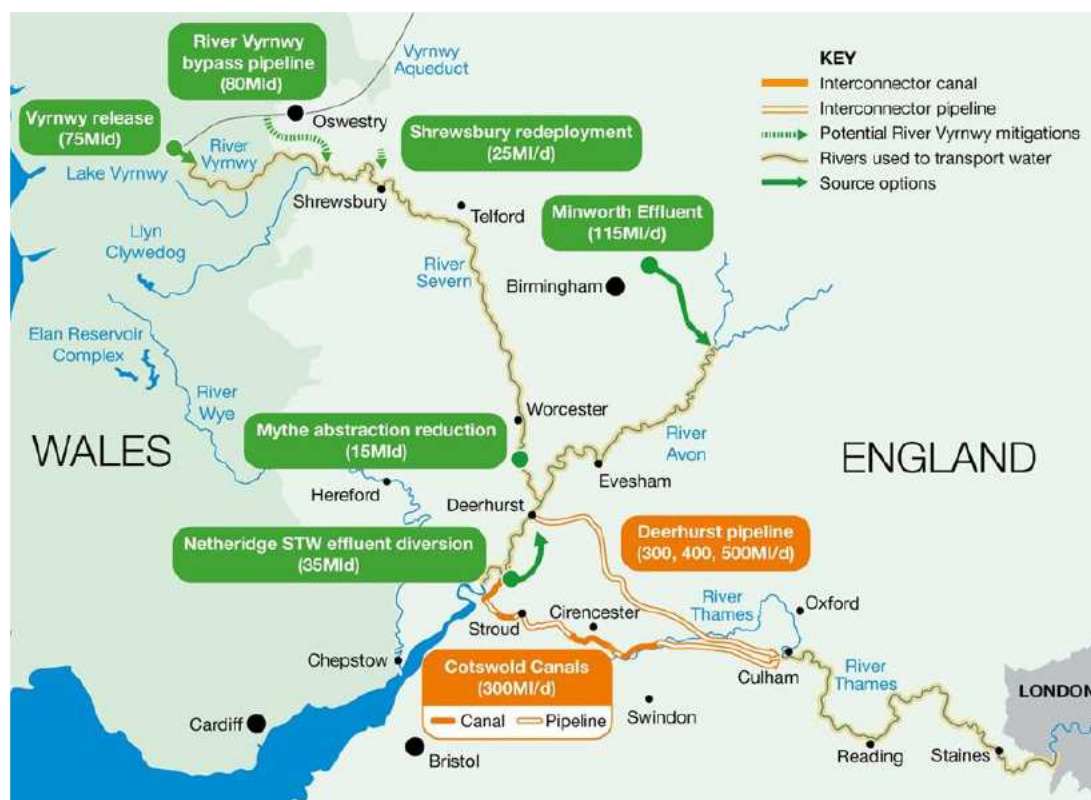 River Vyrnwy
bypass pipeline
(80Mld)
Vyrnwy
Aqueduct
KEY
Interconnector canal
Interconnector pipeline
Potential River Vyrnwy mitigations
Rivers used to transport water
Source options
Vyrnwy release
(75Mld)
Oswestry
Shrewsbury redeployment
(25Ml/d)
River
Vyrnwy
Lake Vyrnwy
Shrewsbury
Telford
Minworth Effluent
(115Ml/d)
Llyn
Clywedog
River
Severn
Birmingham
Elan Reservoir
Complex
River
Wye
Worcester
WALES
Mythe abstraction reduction
(15Mld)
River
Avon
ENGLAND
Hereford
Evesham
Deerhurst
Netheridge STW effluent diversion
(35Mld)
Deerhurst pipeline
(300, 400, 500Ml/d)
River
Thames
Oxford
Cirencester
Stroud
Chepstow
Cotswold Canals
(300Ml/d)
Canal
Pipeline
Culham
River
Thames
LONDON
Swindon
Cardiff
Bristol
Reading
Staines